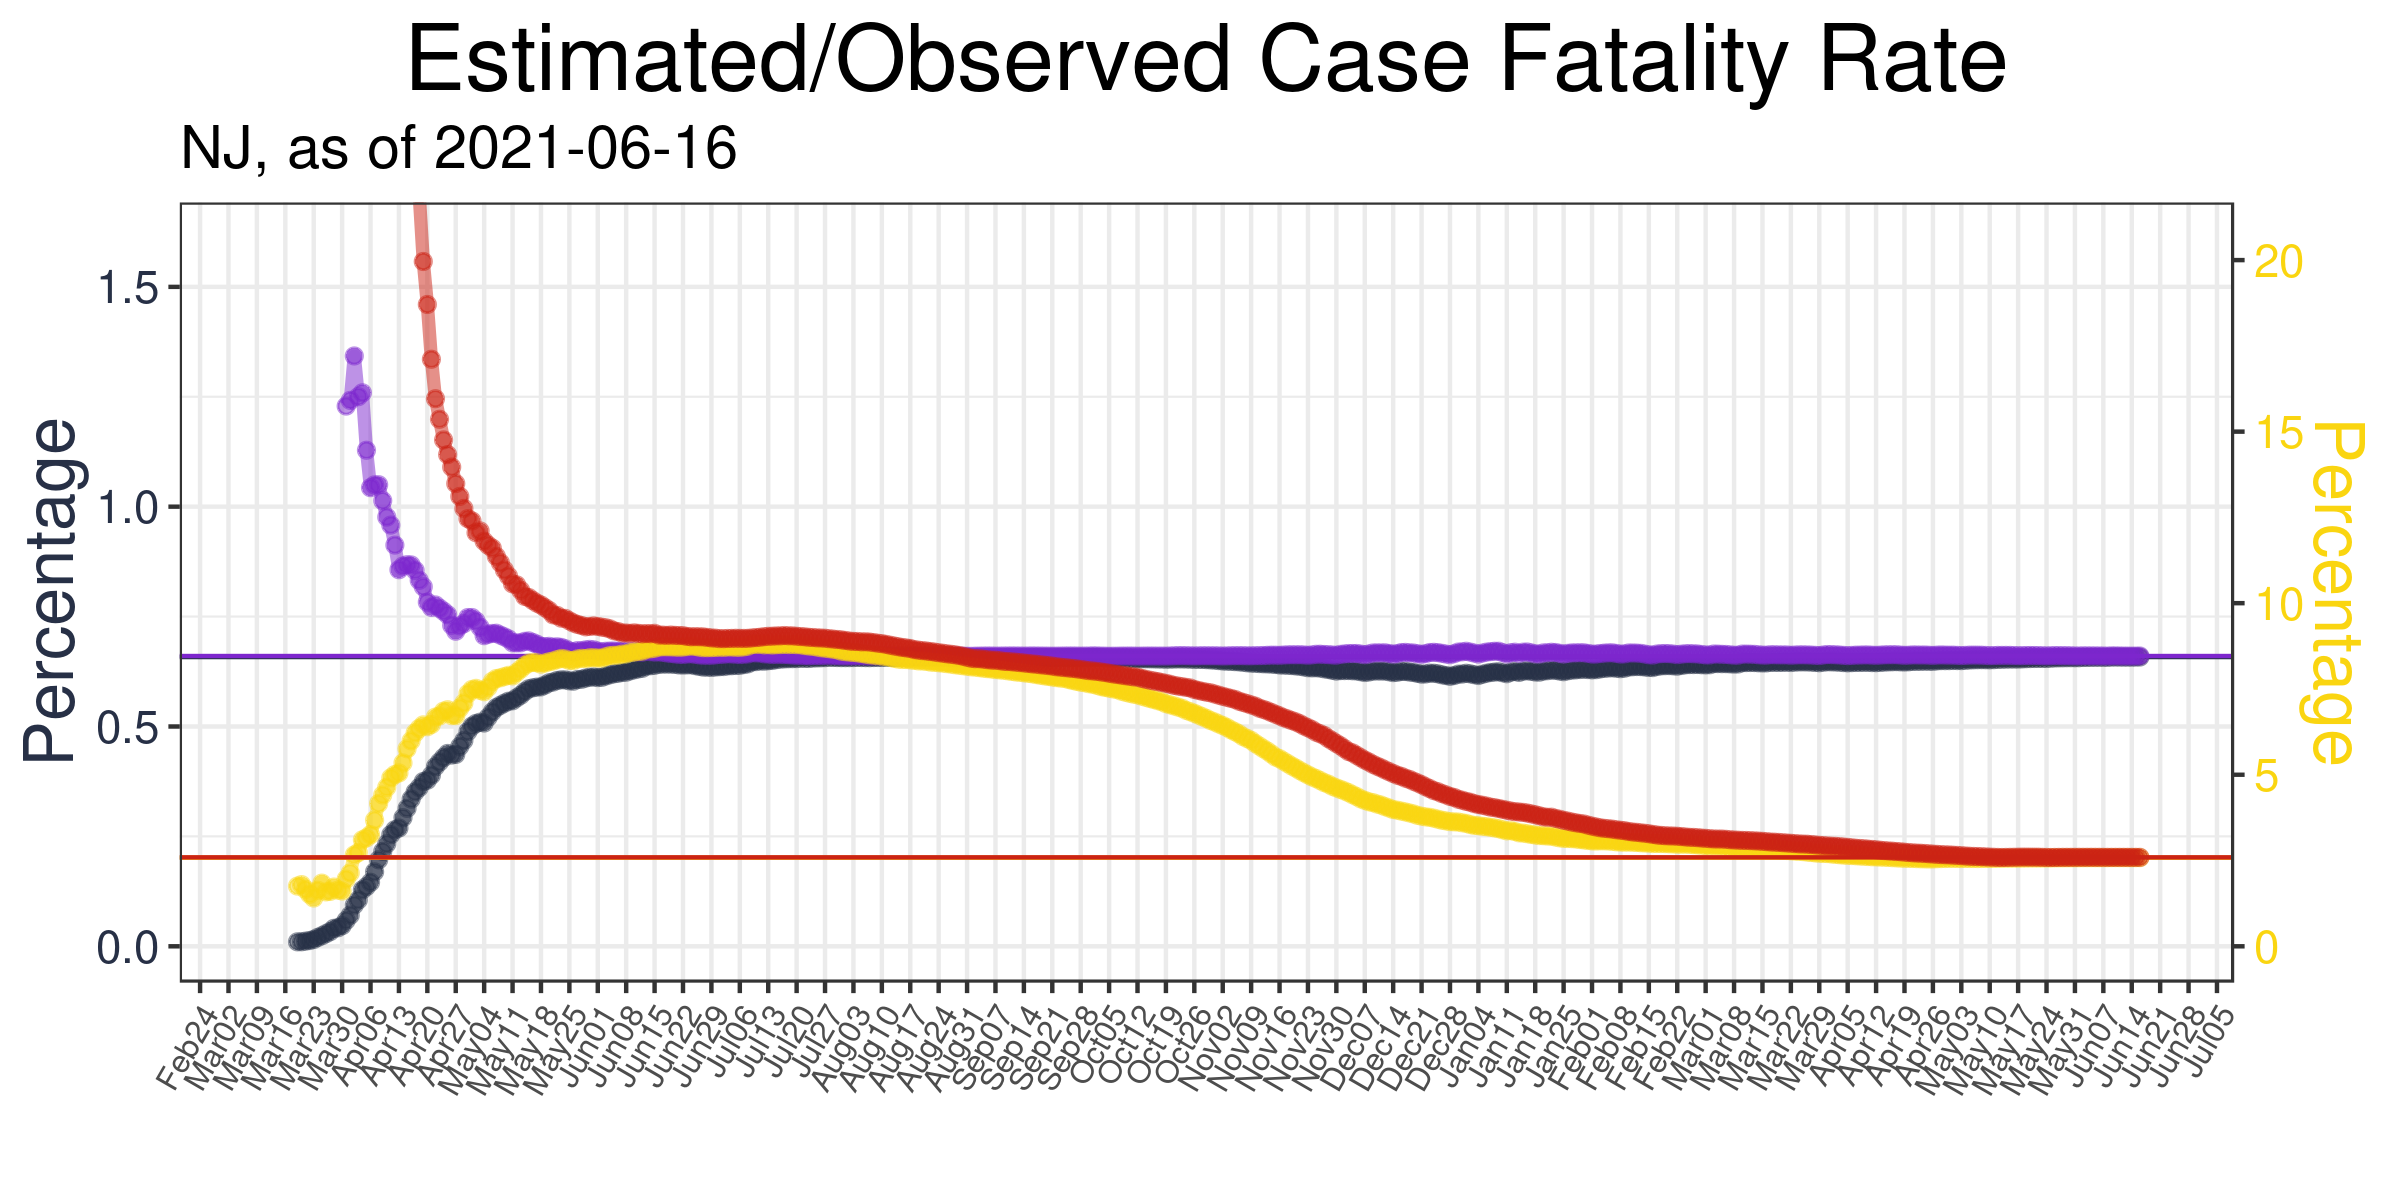 Estimated/Observed Case Fatality Rate
NJ, as of 2021-06-16
Percentage
1.5
1.0
0.5
0.0
20
15
10
5
0
Percentage
Feb24 Mar02 Mar09 Mar16 Mar23 Mar30 Apr06 Apr13 Apr20 Apr27 May04 May11 May18 May25 Jun01 Jun08 Jun15 Jun22 Jun29 Jul06 Jul13 Jul20 Jul27 Aug03 Aug10 Aug17 Aug24 Aug31 Sep07 Sep14 Sep21 Sep28 Oct05 Oct12 Oct19 Oct26 Nov02 Nov09 Nov16 Nov23 Nov30 Dec07 Dec14 Dec21 Dec28 Jan04 Jan11 Jan18 Jan25 Feb01 Feb08 Feb15 Feb22 Mar01 Mar08 Mar15 Mar22 Mar29 Apr05 Apr12 Apr19 Apr26 May03 May10 May17 May24 May31 Jun07 Jun14 Jun21 Jun28 Jul05